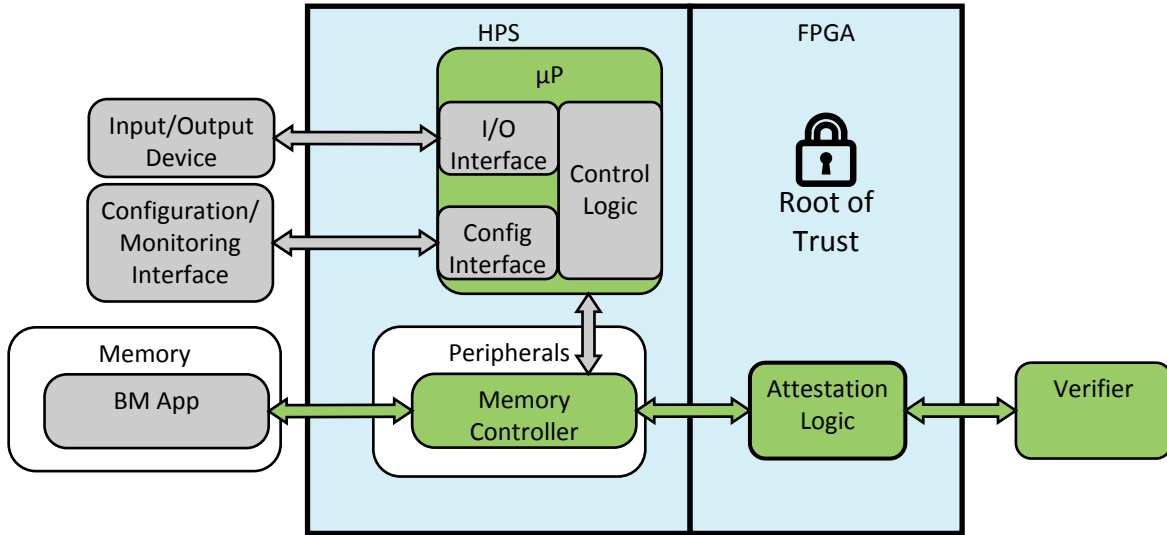 HPS
FPGA
µP
Input/Output
Device
I/O
Interface
Control
Logic
Configuration/
Monitoring
Interface
Config
Interface
Root of
Trust
Memory
BM App
Peripherals
Memory
Controller
Attestation
Logic
Verifier